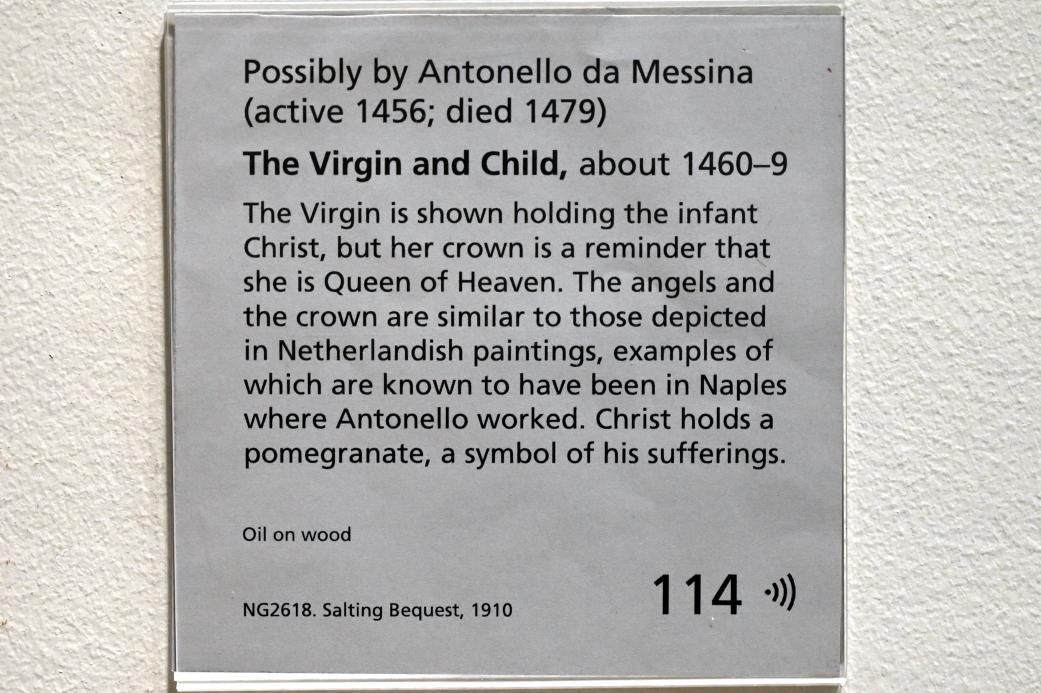 Possibly by Antonello da Messina
(active 1456; died 1479)
The Virgin and Child, about 1460–9
The Virgin is shown holding the infant
Christ, but her crown is a reminder that
she is Queen of Heaven. The angels and
the crown are similar to those depicted
in Netherlandish paintings, examples of
which are known to have been in Naples
where Antonello worked. Christ holds a
pomegranate, a symbol of his sufferings.
Oil on wood
NG2618. Salting Bequest, 1910
114